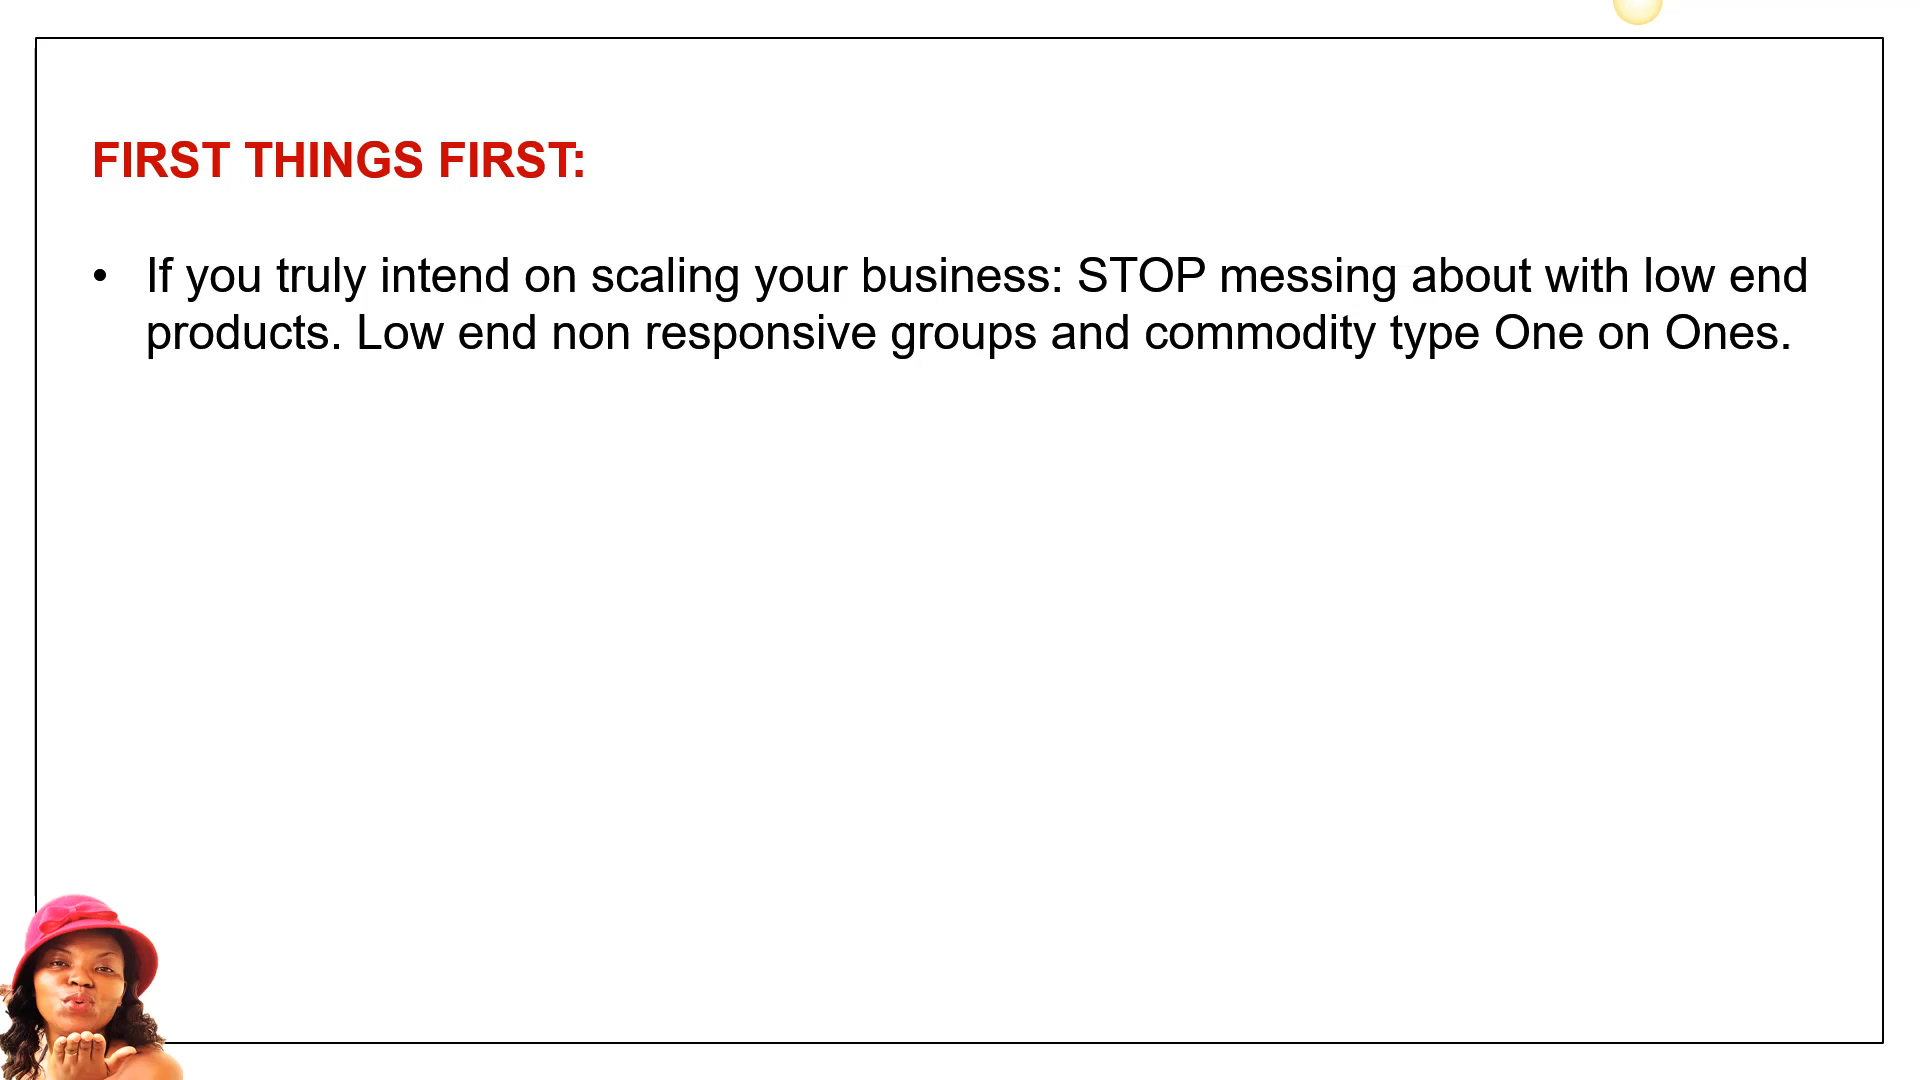 FIRST THINGS FIRST:
• If you truly intend on scaling your business: STOP messing about with low end
products. Low end non responsive groups and commodity type One on Ones.